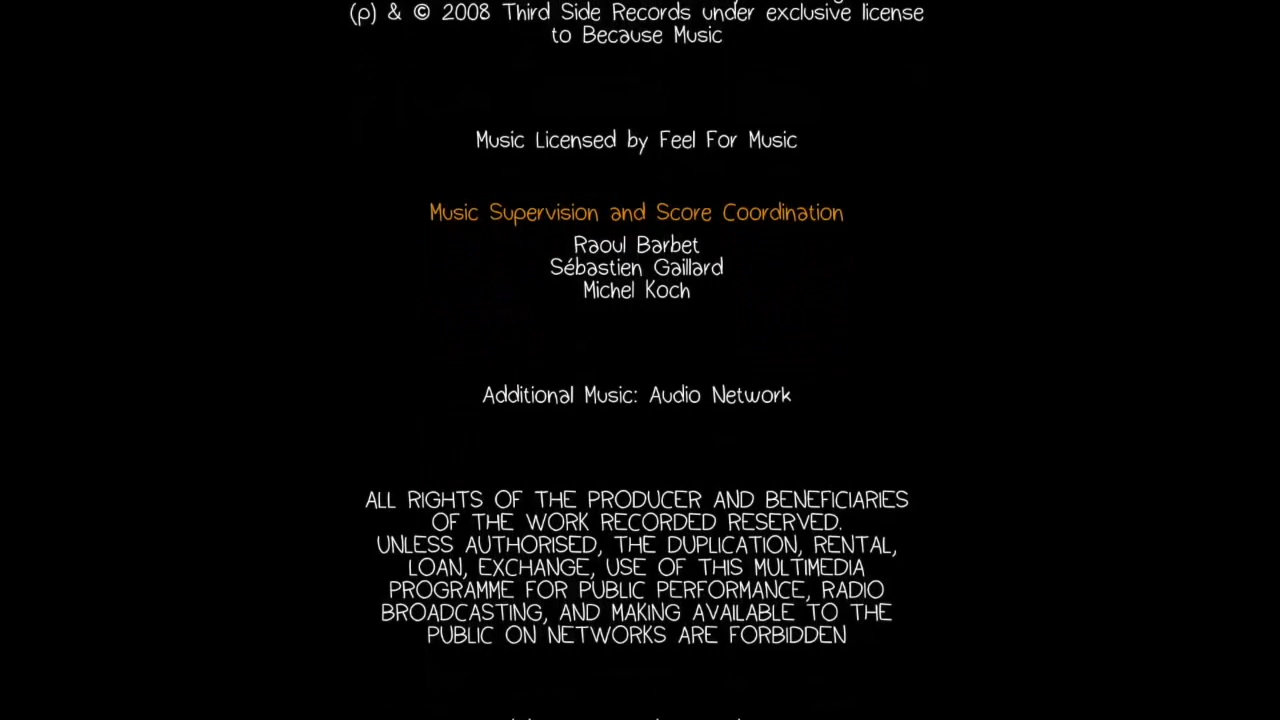 (p) & © 2008 Third Side Records under exclusive license
to Because Music
Music Licensed by Feel For Music
Music Supervision and Score Coordination
Raoul Barbet
Sébastien Gaillard
Michel Koch
Additional Music: Audio Network
ALL RIGHTS OF THE PRODUCER AND BENEFICIARIES
OF THE WORK RECORDED RESERVED.
UNLESS AUTHORISED, THE DUPLICATION, RENTAL,
LOAN, EXCHANGE, USE OF THIS MULTIMEDIA
PROGRAMME FOR PUBLIC PERFORMANCE, RADIO
BROADCASTING, AND MAKING AVAILABLE TO THE
PUBLIC ON NETWORKS ARE FORBIDDEN